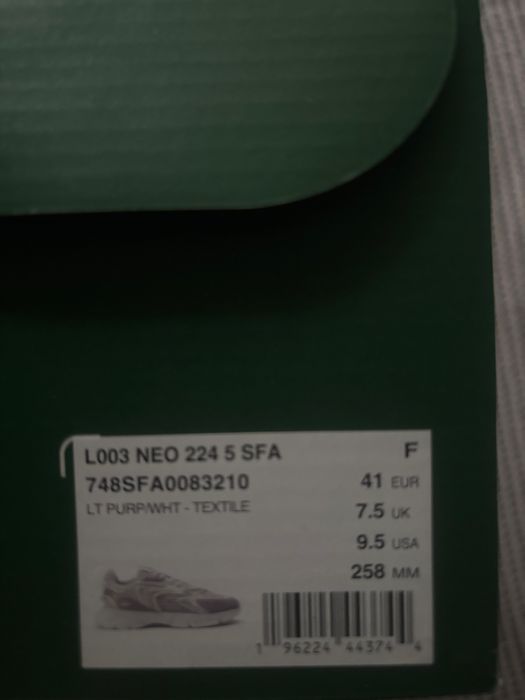 L003 NEO 224 5 SFA F
748SFA0083210
LT PURP/WHT - TEXTILE
41 EUR
7.5 UK
9.5 USA
258 MM
1 96224 44374 4